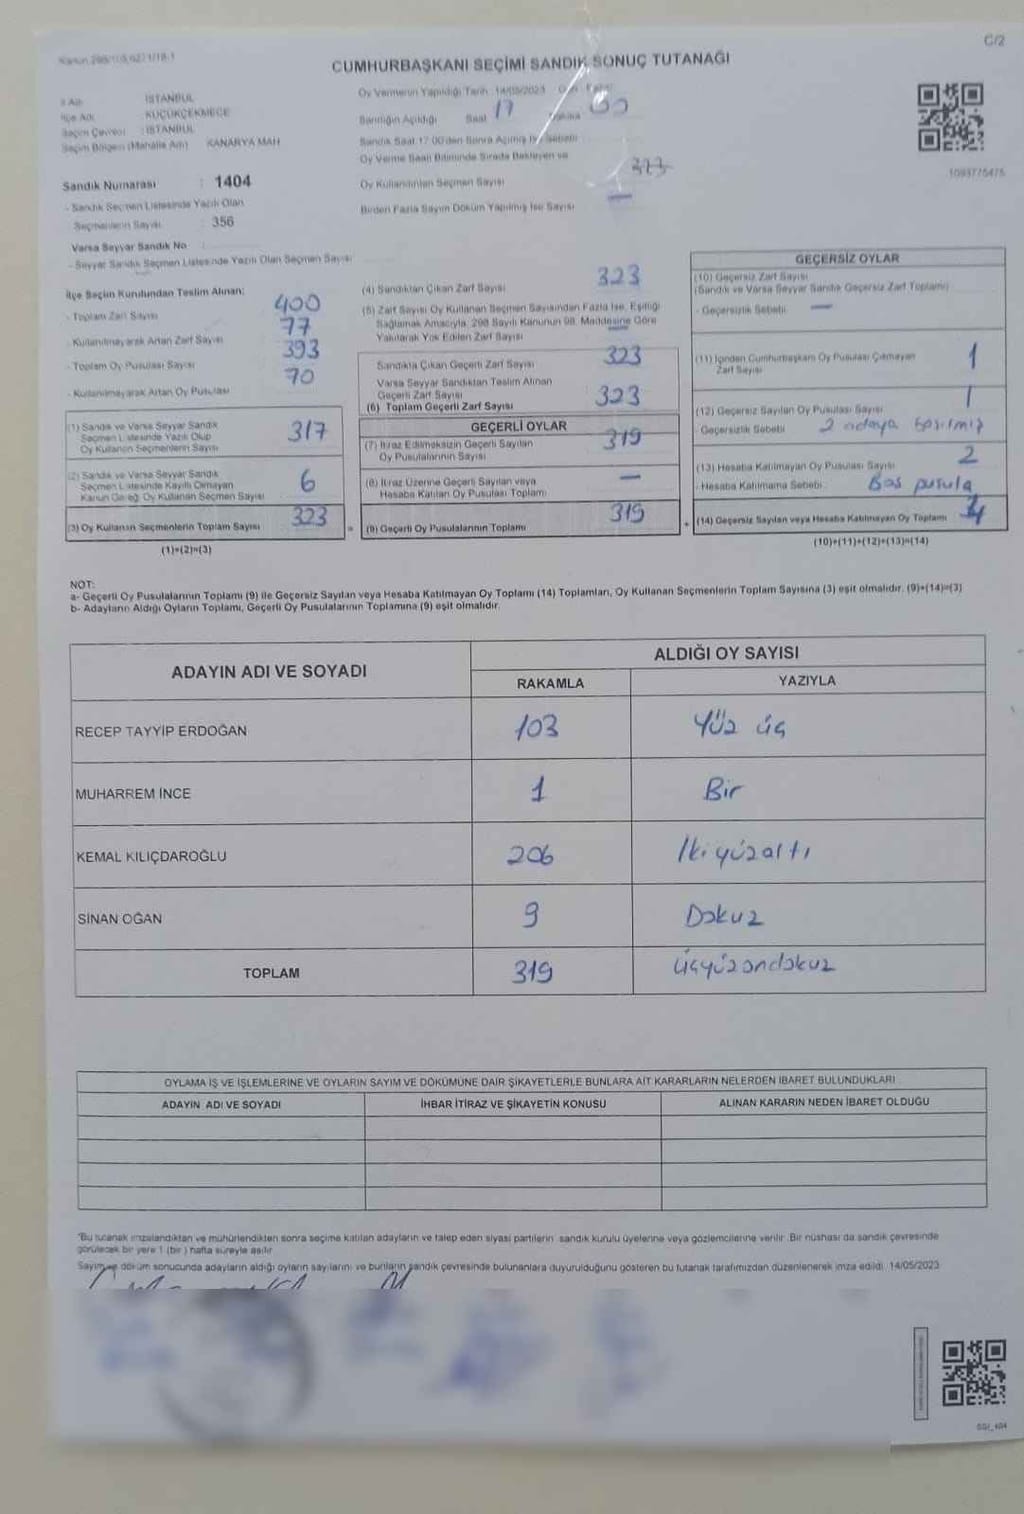 C/2
CUMHURBAŞKANI SEÇİMİ SANDIK SONUÇ TUTANAĞI
İl Adı : İSTANBUL
İlçe Adı : KÜÇÜKÇEKMECE
Seçim Çevresi : İSTANBUL
Seçim Bölgesi (Mahalle Adı) : KANARYA MAH
Sandık Numarası : 1404
- Sandık Seçmen Listesinde Yazılı Olan
Seçmenlerin Sayısı : 356
Varsa Seyyar Sandık No
- Seyyar Sandık Seçmen Listesinde Yazılı Olan Seçmen Sayısı
Oy Vermenin Yapıldığı Tarih : 14/05/2023 Gün : Pazar
Sandığın Açıldığı Saat 17 Dakika
Sandık Saat 17.00'den Sonra Açılmış İse Sebebi
Oy Verme Saati Bitiminde Sırada Bekleyen ve
Oy Kullandırılan Seçmen Sayısı 323
Birden Fazla Sayım Döküm Yapılmış İse Sayısı —
1093775475
İlçe Seçim Kurulundan Teslim Alınan:
- Toplam Zarf Sayısı 400
- Kullanılmayarak Artan Zarf Sayısı 77
- Toplam Oy Pusulası Sayısı 393
- Kullanılmayarak Artan Oy Pusulası 70
(1) Sandık ve Varsa Seyyar Sandık
Seçmen Listesinde Yazılı Olup
Oy Kullanan Seçmenlerin Sayısı 317
(2) Sandık ve Varsa Seyyar Sandık
Seçmen Listesinde Kayıtlı Olmayan
Kanun Gereği Oy Kullanan Seçmen Sayısı 6
(3) Oy Kullanan Seçmenlerin Toplam Sayısı 323
(1)+(2)=(3)
(4) Sandıktan Çıkan Zarf Sayısı 323
(5) Zarf Sayısı Oy Kullanan Seçmen Sayısından Fazla İse, Eşitliği
Sağlamak Amacıyla, 298 Sayılı Kanunun 98. Maddesine Göre
Yakılarak Yok Edilen Zarf Sayısı —
Sandıkta Çıkan Geçerli Zarf Sayısı 323
Varsa Seyyar Sandıktan Teslim Alınan
Geçerli Zarf Sayısı
(6) Toplam Geçerli Zarf Sayısı 323
GEÇERLİ OYLAR
(7) İtiraz Edilmeksizin Geçerli Sayılan
Oy Pusulalarının Sayısı 319
(8) İtiraz Üzerine Geçerli Sayılan veya
Hesaba Katılan Oy Pusulası Toplamı —
= (9) Geçerli Oy Pusulalarının Toplamı 319
GEÇERSİZ OYLAR
(10) Geçersiz Zarf Sayısı
(Sandık ve Varsa Seyyar Sandık Geçersiz Zarf Toplamı)
- Geçersizlik Sebebi : —
(11) İçinden Cumhurbaşkanı Oy Pusulası Çıkmayan
Zarf Sayısı 1
(12) Geçersiz Sayılan Oy Pusulası Sayısı 1
- Geçersizlik Sebebi : 2 adaya basılmış
(13) Hesaba Katılmayan Oy Pusulası Sayısı 2
- Hesaba Katılmama Sebebi : Boş pusula
+ (14) Geçersiz Sayılan veya Hesaba Katılmayan Oy Toplamı 4
(10)+(11)+(12)+(13)=(14)
NOT:
a- Geçerli Oy Pusulalarının Toplamı (9) ile Geçersiz Sayılan veya Hesaba Katılmayan Oy Toplamı (14) Toplamları, Oy Kullanan Seçmenlerin Toplam Sayısına (3) eşit olmalıdır. (9)+(14)=(3)
b- Adayların Aldığı Oyların Toplamı, Geçerli Oy Pusulalarının Toplamına (9) eşit olmalıdır.
ADAYIN ADI VE SOYADI
ALDIĞI OY SAYISI
RAKAMLA YAZIYLA
RECEP TAYYİP ERDOĞAN 103 Yüz üç
MUHARREM İNCE 1 Bir
KEMAL KILIÇDAROĞLU 206 İkiyüzaltı
SİNAN OĞAN 9 Dokuz
TOPLAM 319 üçyüzondokuz
OYLAMA İŞ VE İŞLEMLERİNE VE OYLARIN SAYIM VE DÖKÜMÜNE DAİR ŞİKAYETLERLE BUNLARA AİT KARARLARIN NELERDEN İBARET BULUNDUKLARI
ADAYIN ADI VE SOYADI İHBAR İTİRAZ VE ŞİKAYETİN KONUSU ALINAN KARARIN NEDEN İBARET OLDUĞU
*Bu tutanak imzalandıktan ve mühürlendikten sonra seçime katılan adayların ve talep eden siyasi partilerin sandık kurulu üyelerine veya gözlemcilerine verilir. Bir nüshası da sandık çevresinde
görülecek bir yere 1 (bir) hafta süreyle asılır.
Sayım ve döküm sonucunda adayların aldığı oyların sayılarını ve bunların sandık çevresinde bulunanlara duyurulduğunu gösteren bu tutanak tarafımızdan düzenlenerek imza edildi. 14/05/2023